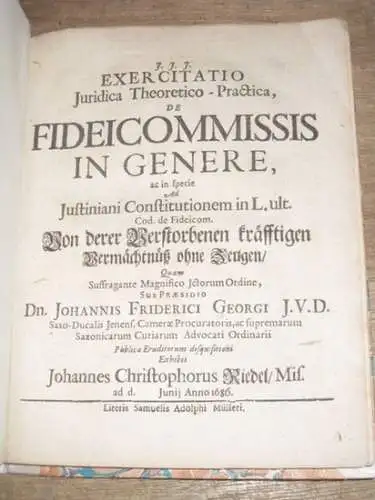 J. J. J.
EXERCITATIO
Juridica Theoretico-Practica,
DE
FIDEICOMMISSIS
IN GENERE,
ac in specie
Ad
Justiniani Constitutionem in L. ult.
Cod. de Fideicom.
Von derer Verstorbenen kräfftigen
Vermächtnüß ohne Zeugen/
Quam
Suffragante Magnifico Jctorum Ordine,
SUB PRÆSIDIO
Dn. JOHANNIS FRIDERICI GEORGI J.V.D.
Saxo-Ducalis Jenens. Cameræ Procuratoris, ac supremarum
Saxonicarum Curiarum Advocati Ordinarii
Publicæ Eruditorum disquisitioni
Exhibet
Johannes Christophorus Riedel/ Mis.
ad d. Junij Anno 1686.
Literis Samuelis Adolphi Mülleri.